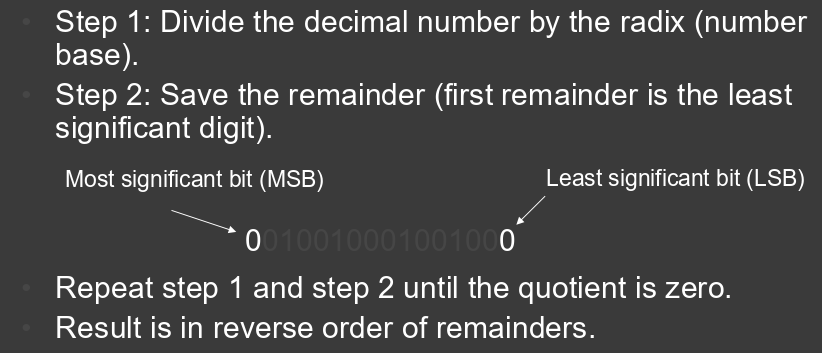 Step 1: Divide the decimal number by the radix (number
base).
Step 2: Save the remainder (first remainder is the least
significant digit).
Most significant bit (MSB)
Least significant bit (LSB)
0010010001001000
Repeat step 1 and step 2 until the quotient is zero.
Result is in reverse order of remainders.